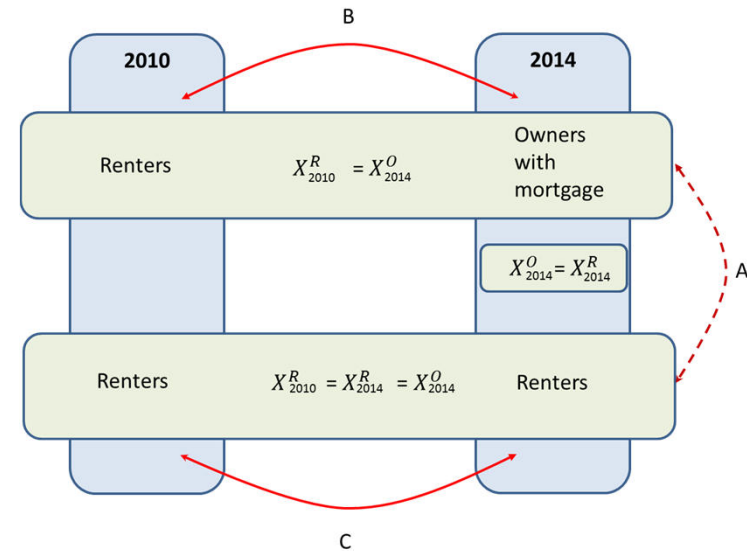 B
2010
2014
Renters
X^R_2010 = X^O_2014
Owners
with
mortgage
X^O_2014 = X^R_2014
A
Renters
X^R_2010 = X^R_2014 = X^O_2014
Renters
C